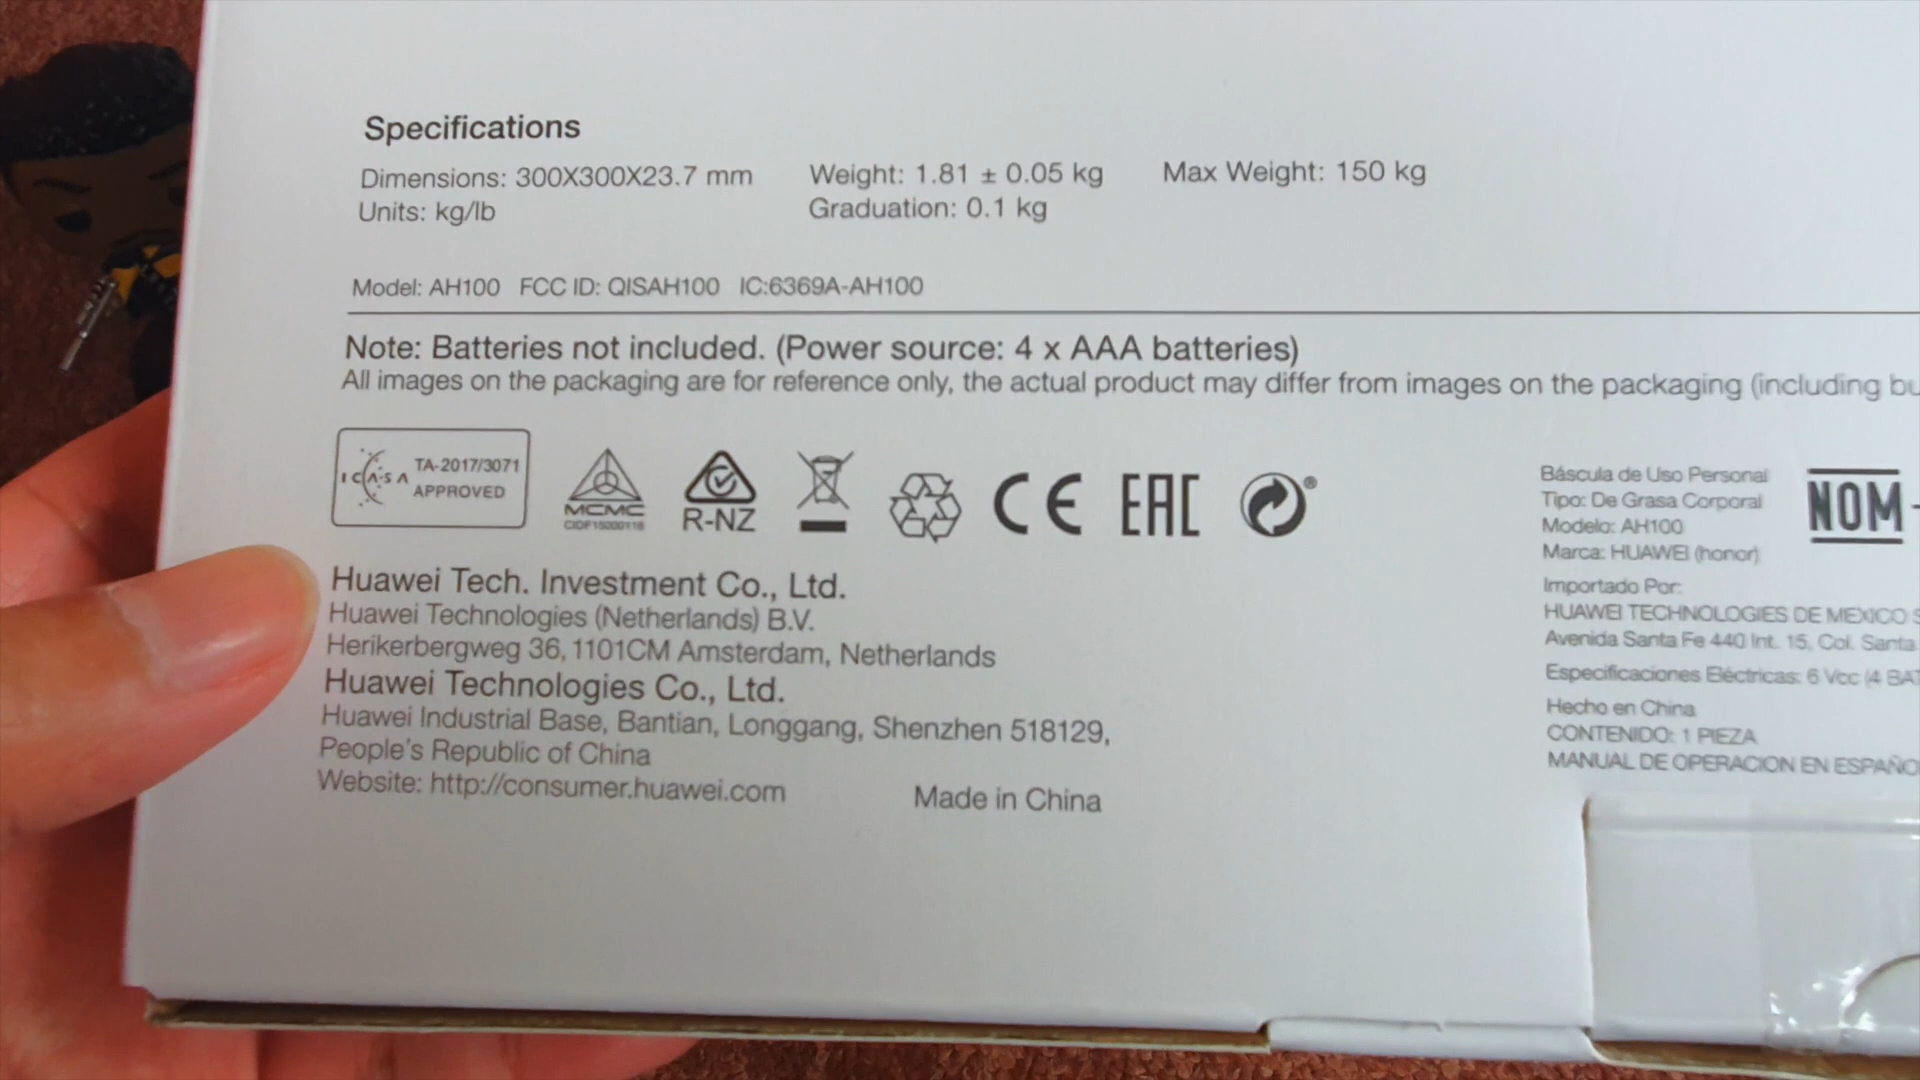 Specifications
Dimensions: 300X300X23.7 mm
Units: kg/lb
Weight: 1.81 ± 0.05 kg
Graduation: 0.1 kg
Max Weight: 150 kg
Model: AH100 FCC ID: QISAH100 IC:6369A-AH100
Note: Batteries not included. (Power source: 4 x AAA batteries)
All images on the packaging are for reference only, the actual product may differ from images on the packaging (including
ICASA
TA-2017/3071
APPROVED
MCMC
CIDF15000118
R-NZ
CE
EAC
®
Huawei Tech. Investment Co., Ltd.
Huawei Technologies (Netherlands) B.V.
Herikerbergweg 36, 1101CM Amsterdam, Netherlands
Huawei Technologies Co., Ltd.
Huawei Industrial Base, Bantian, Longgang, Shenzhen 518129,
People's Republic of China
Website: http://consumer.huawei.com
Made in China
Báscula de Uso Personal
Tipo: De Grasa Corporal
Modelo: AH100
Marca: HUAWEI (honor)
NOM
Importado Por:
HUAWEI TECHNOLOGIES DE MEXICO
Avenida Santa Fe 440 Int. 15, Col. Santa
Especificaciones Eléctricas: 6 Vcc (4
Hecho en China
CONTENIDO: 1 PIEZA
MANUAL DE OPERACION EN